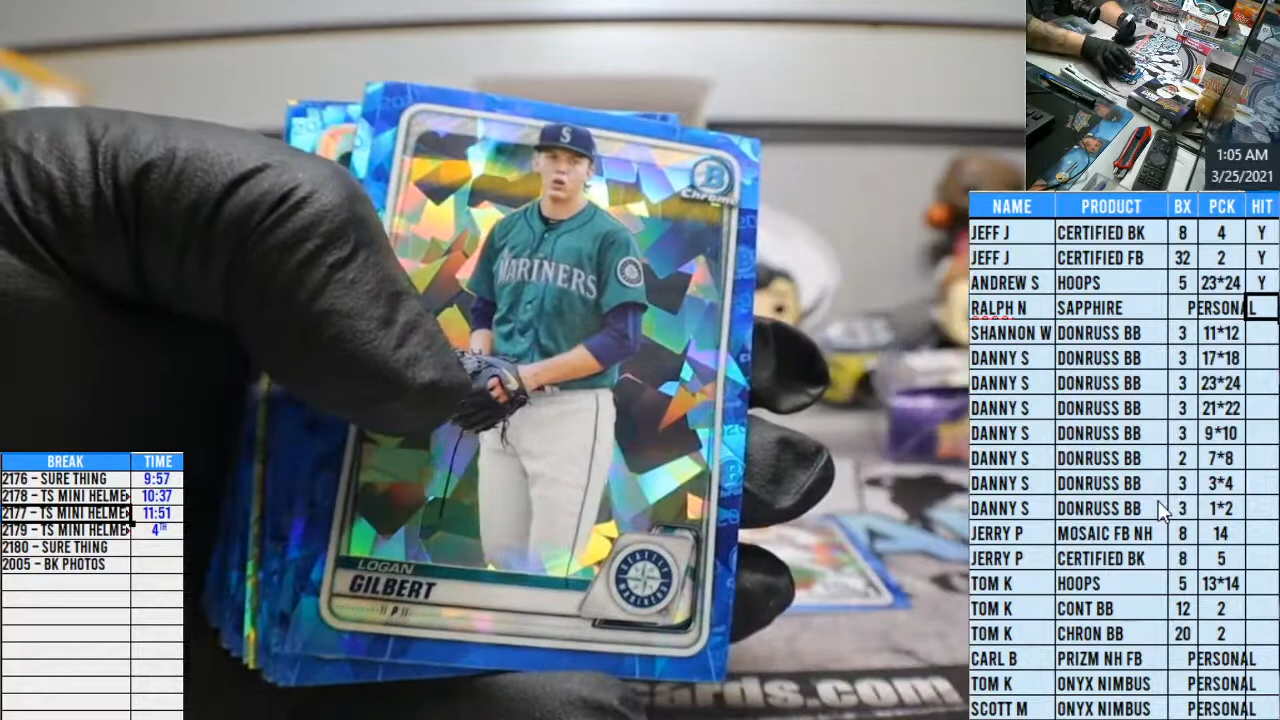 S
B
Chrome
MARINERS
LOGAN
GILBERT
P
SEATTLE
MARINERS
cards.com
1:05 AM
3/25/2021
NAME PRODUCT BX PCK HIT
JEFF J CERTIFIED BK 8 4 Y
JEFF J CERTIFIED FB 32 2 Y
ANDREW S HOOPS 5 23*24 Y
RALPH N SAPPHIRE PERSONAL
SHANNON W DONRUSS BB 3 11*12
DANNY S DONRUSS BB 3 17*18
DANNY S DONRUSS BB 3 23*24
DANNY S DONRUSS BB 3 21*22
DANNY S DONRUSS BB 3 9*10
DANNY S DONRUSS BB 2 7*8
DANNY S DONRUSS BB 3 3*4
DANNY S DONRUSS BB 3 1*2
JERRY P MOSAIC FB NH 8 14
JERRY P CERTIFIED BK 8 5
TOM K HOOPS 5 13*14
TOM K CONT BB 12 2
TOM K CHRON BB 20 2
CARL B PRIZM NH FB PERSONAL
TOM K ONYX NIMBUS PERSONAL
SCOTT M ONYX NIMBUS PERSONAL
BREAK TIME
2176 – SURE THING 9:57
2178 – TS MINI HELME 10:37
2177 – TS MINI HELME 11:51
2179 – TS MINI HELME 4TH
2180 – SURE THING
2005 – BK PHOTOS